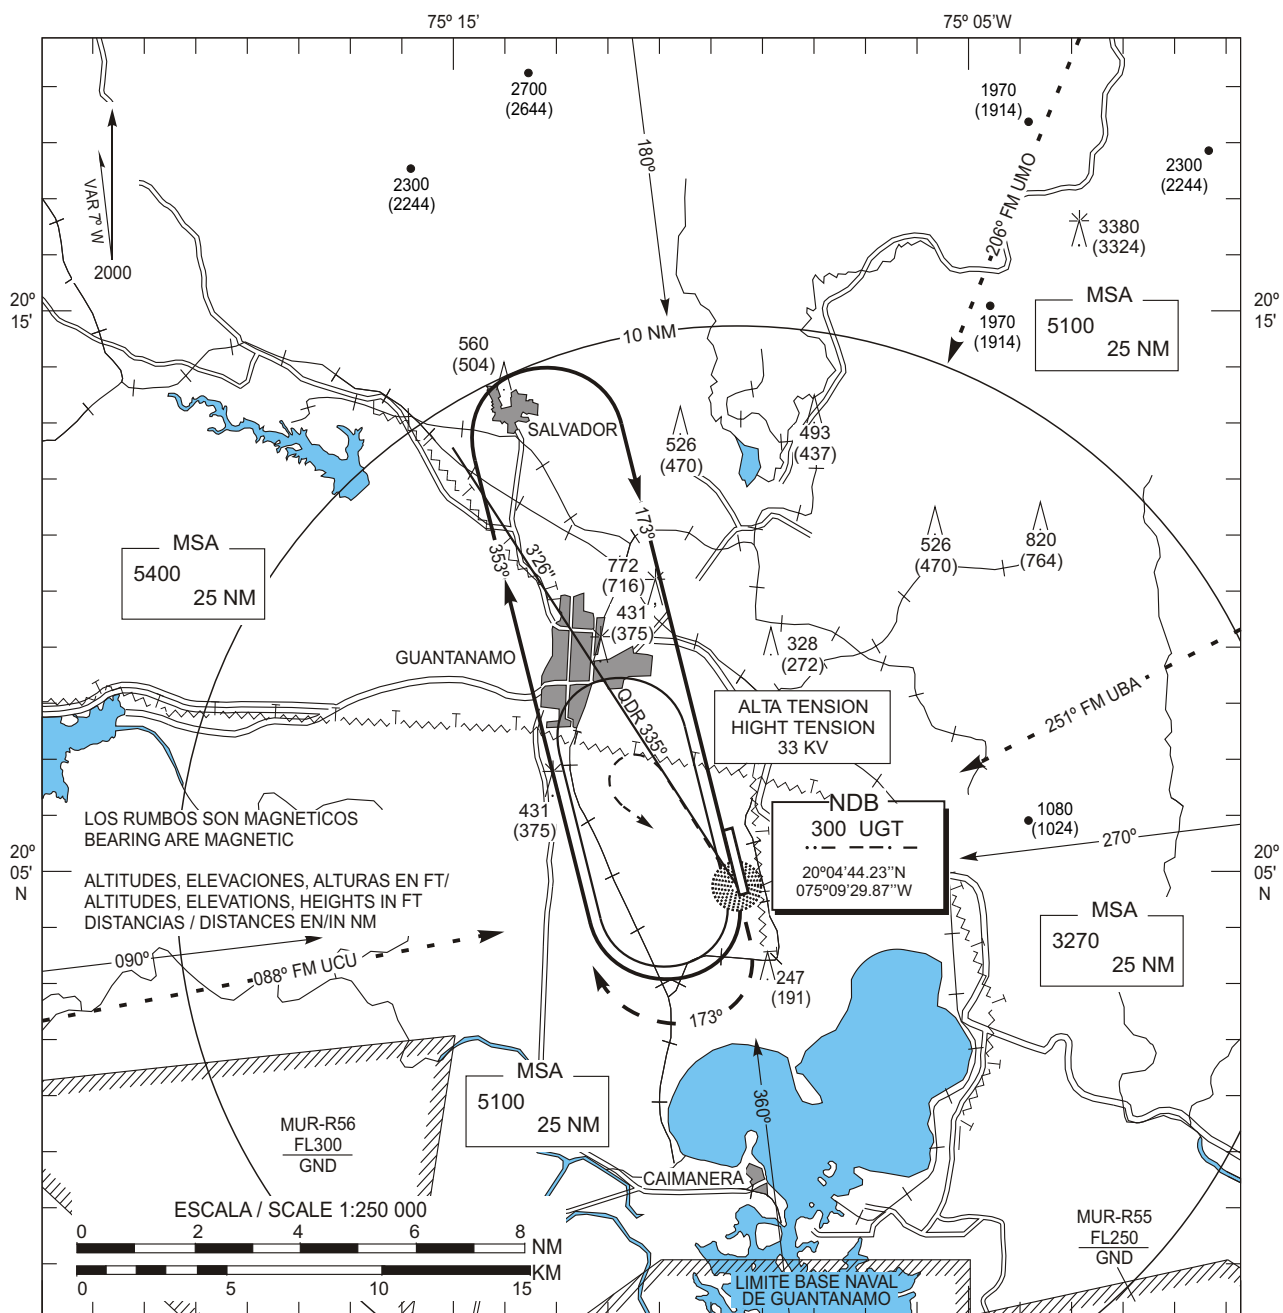 75º 15'
75º 05'W
2700
(2644)
1970
(1914)
2300
(2244)
2300
(2244)
180º
206º FM UMO
VAR 7º W
2000
3380
(3324)
20º
15'
MSA
5100
25 NM
20º
15'
1970
(1914)
10 NM
560
(504)
SALVADOR
526
(470)
493
(437)
173º
353º
3'26"
MSA
5400
25 NM
526
(470)
820
(764)
772
(716)
431
(375)
328
(272)
GUANTANAMO
QDR 335º
ALTA TENSION
HIGHT TENSION
33 KV
251º FM UBA
431
(375)
NDB
300 UGT
20º04'44.23''N
075º09'29.87''W
1080
(1024)
270º
LOS RUMBOS SON MAGNETICOS
BEARING ARE MAGNETIC
20º
05'
N
20º
05'
N
ALTITUDES, ELEVACIONES, ALTURAS EN FT/
ALTITUDES, ELEVATIONS, HEIGHTS IN FT
DISTANCIAS / DISTANCES EN/IN NM
090º
088º FM UCU
MSA
3270
25 NM
247
(191)
173º
MSA
5100
25 NM
360º
MUR-R56
FL300
GND
CAIMANERA
ESCALA / SCALE 1:250 000
0 2 4 6 8 NM
KM
0 5 10 15
MUR-R55
FL250
GND
LIMITE BASE NAVAL
DE GUANTANAMO